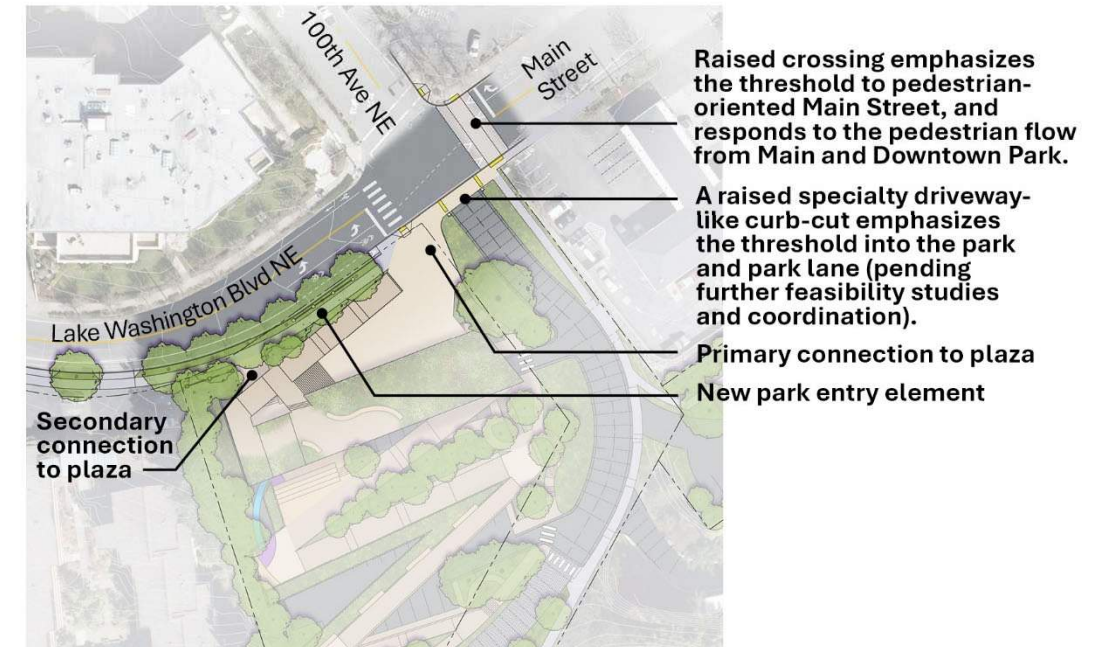 100th Ave NE
Main
Street
Lake Washington Blvd NE
Raised crossing emphasizes
the threshold to pedestrian-
oriented Main Street, and
responds to the pedestrian flow
from Main and Downtown Park.
A raised specialty driveway-
like curb-cut emphasizes
the threshold into the park
and park lane (pending
further feasibility studies
and coordination).
Primary connection to plaza
New park entry element
Secondary
connection
to plaza